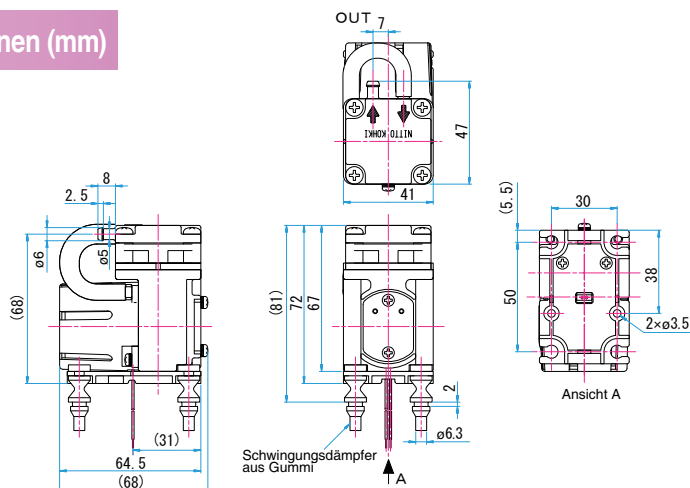 nen (mm)
OUT
7
NITTO KOHKI
47
41
8
2.5
ø6
ø5
(68)
(31)
64.5
(68)
(81)
72
67
2
ø6.3
Schwingungsdämpfer
aus Gummi
A
(5.5)
30
50
38
2×ø3.5
Ansicht A